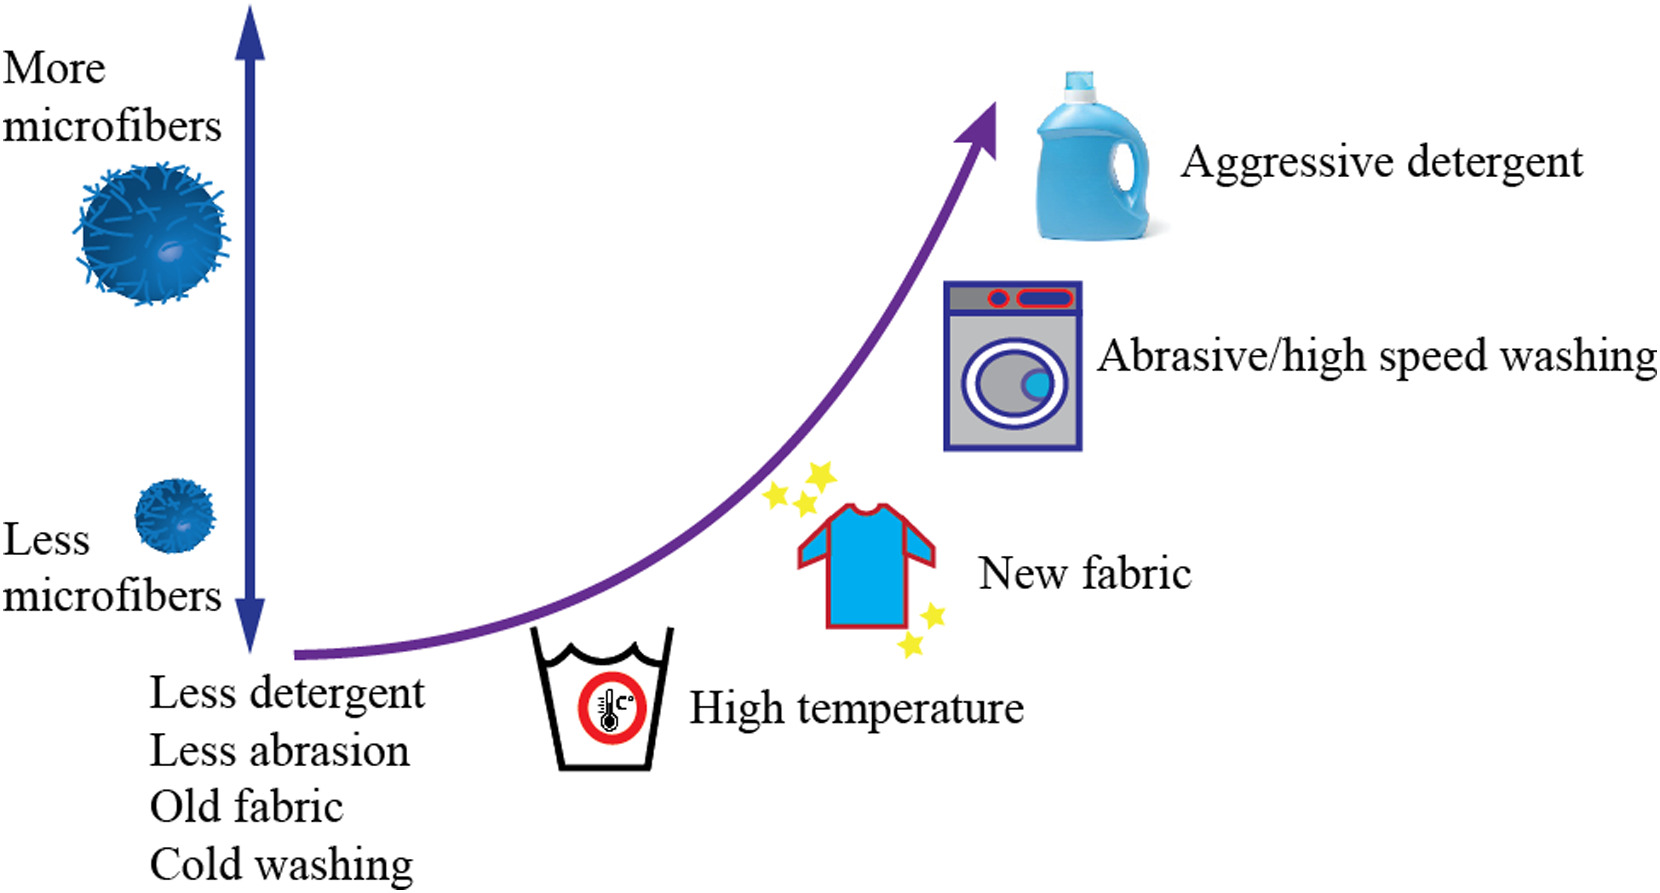 More
microfibers
Aggressive detergent
Abrasive/high speed washing
Less
microfibers
New fabric
C°
High temperature
Less detergent
Less abrasion
Old fabric
Cold washing